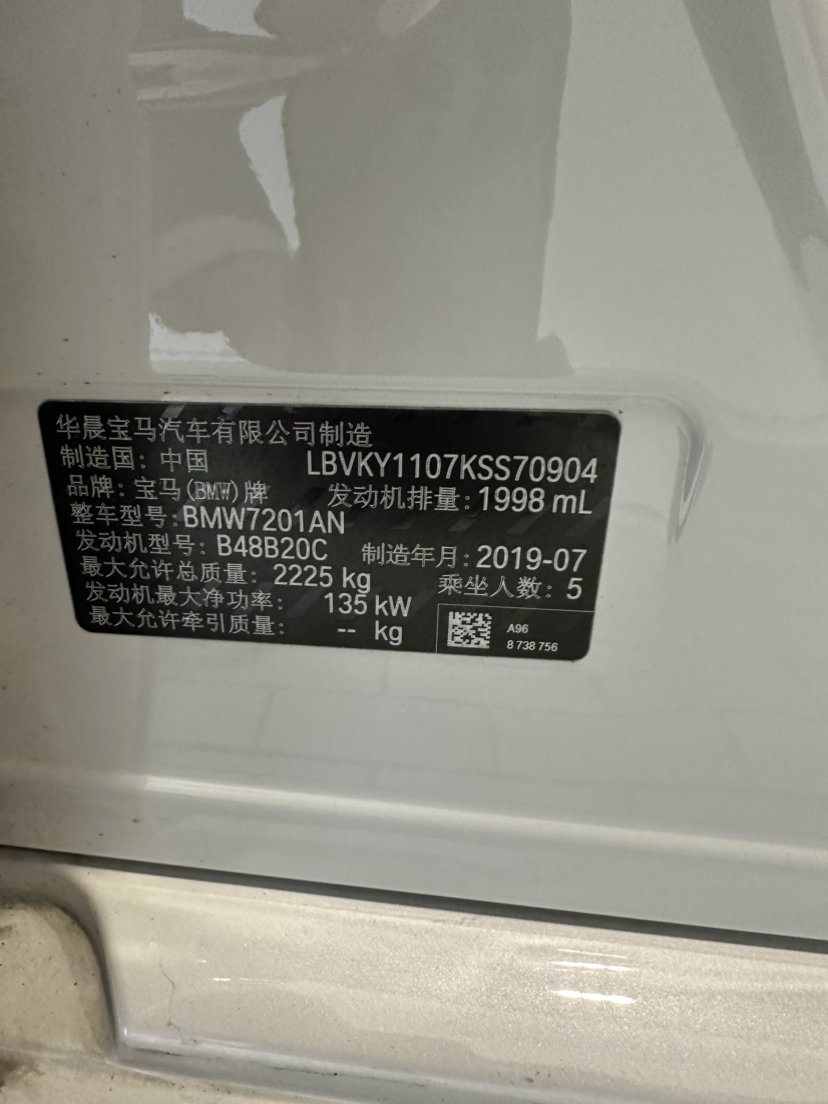 华晨宝马汽车有限公司制造
制造国：中国 LBVKY1107KSS70904
品牌：宝马(BMW)牌 发动机排量：1998 mL
整车型号：BMW7201AN
发动机型号：B48B20C 制造年月：2019-07
最大允许总质量：2225 kg 乘坐人数：5
发动机最大净功率：135 kW
最大允许牵引质量：-- kg
A96
8 738 756